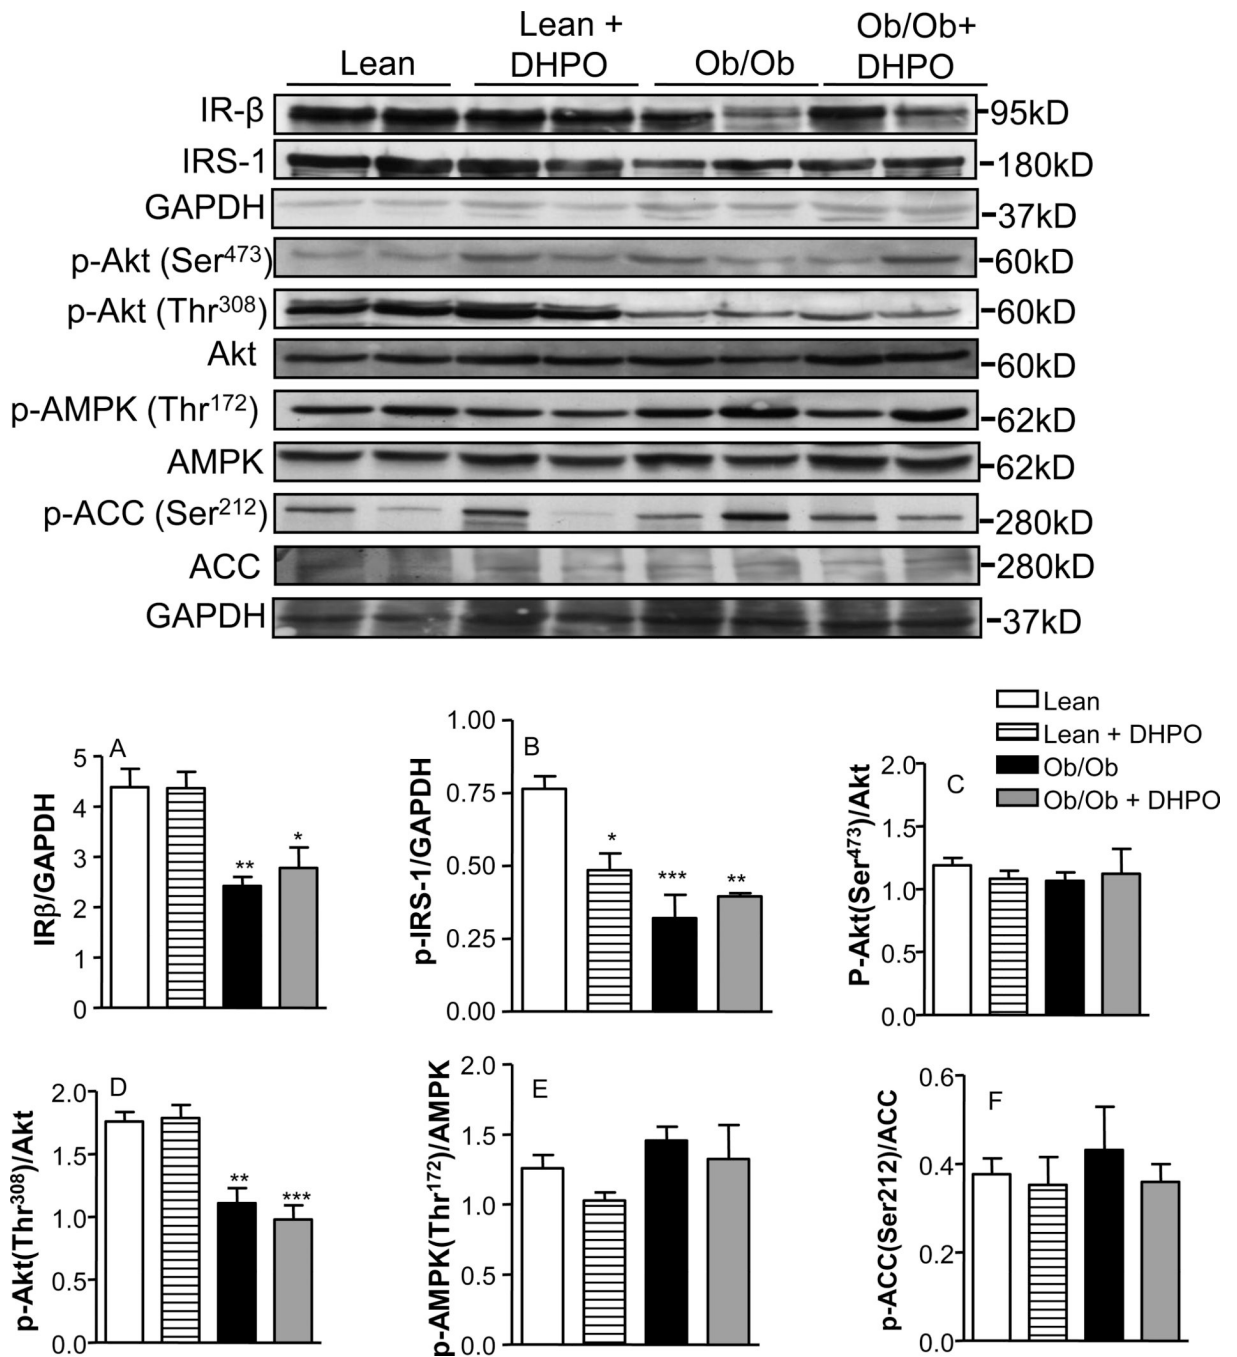 Lean
Lean +
DHPO
Ob/Ob
Ob/Ob+
DHPO
IR-β
95kD
IRS-1
180kD
GAPDH
37kD
p-Akt (Ser473)
60kD
p-Akt (Thr308)
60kD
Akt
60kD
p-AMPK (Thr172)
62kD
AMPK
62kD
p-ACC (Ser212)
280kD
ACC
280kD
GAPDH
37kD
Lean
Lean + DHPO
Ob/Ob
Ob/Ob + DHPO
A
IRβ/GAPDH
5
4
3
2
1
0
**
*
B
p-IRS-1/GAPDH
1.00
0.75
0.50
0.25
0.00
*
***
**
C
P-Akt(Ser473)/Akt
2.0
1.5
1.0
0.5
0.0
D
p-Akt(Thr308)/Akt
2.0
1.5
1.0
0.5
0.0
**
***
E
p-AMPK(Thr172)/AMPK
2.0
1.5
1.0
0.5
0.0
F
p-ACC(Ser212)/ACC
0.6
0.4
0.2
0.0